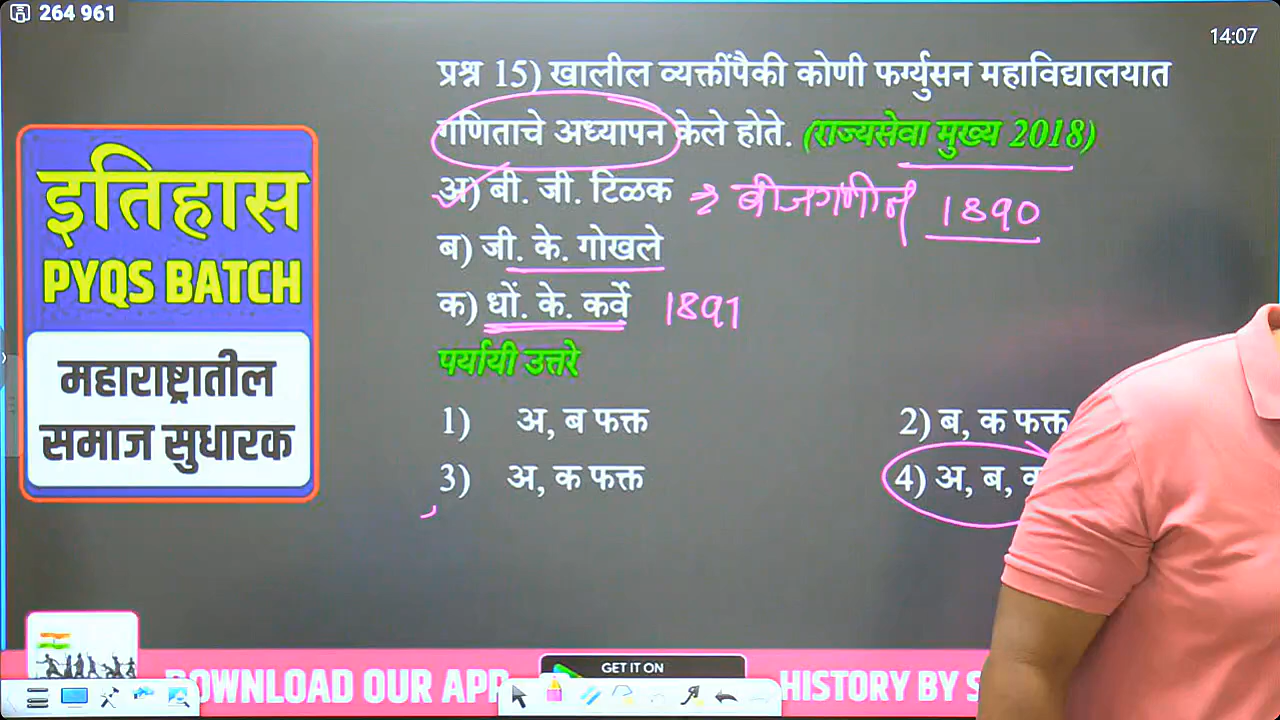 264 961
14:07
प्रश्न 15) खालील व्यक्तींपैकी कोणी फर्ग्युसन महाविद्यालयात
गणिताचे अध्यापन केले होते. (राज्यसेवा मुख्य 2018)
अ) बी. जी. टिळक → बीजगणीत 1890
ब) जी. के. गोखले
क) धों. के. कर्वे 1891
पर्यायी उत्तरे
1) अ, ब फक्त
2) ब, क फक्त
3) अ, क फक्त
4) अ, ब,
इतिहास
PYQS BATCH
महाराष्ट्रातील
समाज सुधारक
DOWNLOAD OUR APP
GET IT ON
HISTORY BY